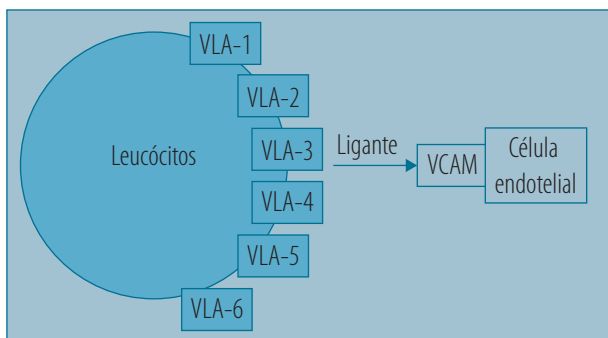 VLA-1
VLA-2
VLA-3
VLA-4
VLA-5
VLA-6
Leucócitos
Ligante
VCAM
Célula
endotelial